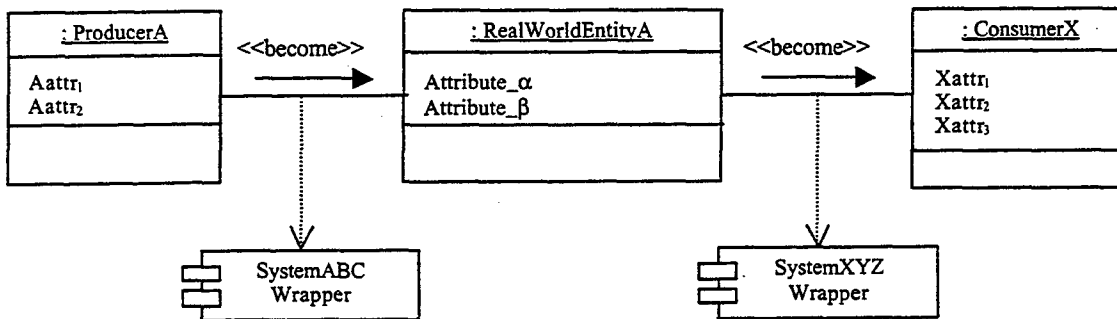 : ProducerA
Aattr₁
Aattr₂
<<become>>
: RealWorldEntityA
Attribute_α
Attribute_β
<<become>>
: ConsumerX
Xattr₁
Xattr₂
Xattr₃
SystemABC
Wrapper
SystemXYZ
Wrapper